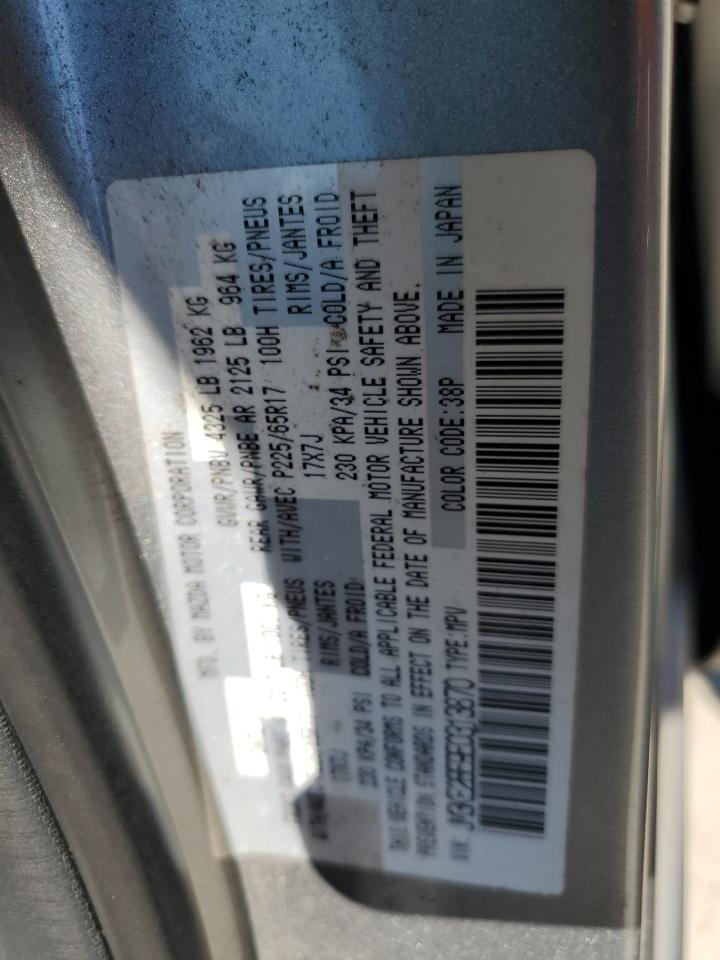 MFD. BY MAZDA MOTOR CORPORATION
GVWR/PNBV 4325 LB 1962 KG
REAR GAWR/PNBE AR 2125 LB 964 KG
TIRES/PNEUS WITH/AVEC P225/65R17 100H TIRES/PNEUS
17X7J RIMS/JANTES 17X7J RIMS/JANTES
230 KPA/34 PSI COLD/A FROID 230 KPA/34 PSI COLD/A FROID
THIS VEHICLE CONFORMS TO ALL APPLICABLE FEDERAL MOTOR VEHICLE SAFETY AND THEFT
PREVENTION STANDARDS IN EFFECT ON THE DATE OF MANUFACTURE SHOWN ABOVE.
COLOR CODE:38P MADE IN JAPAN
VIN: TYPE:MPV